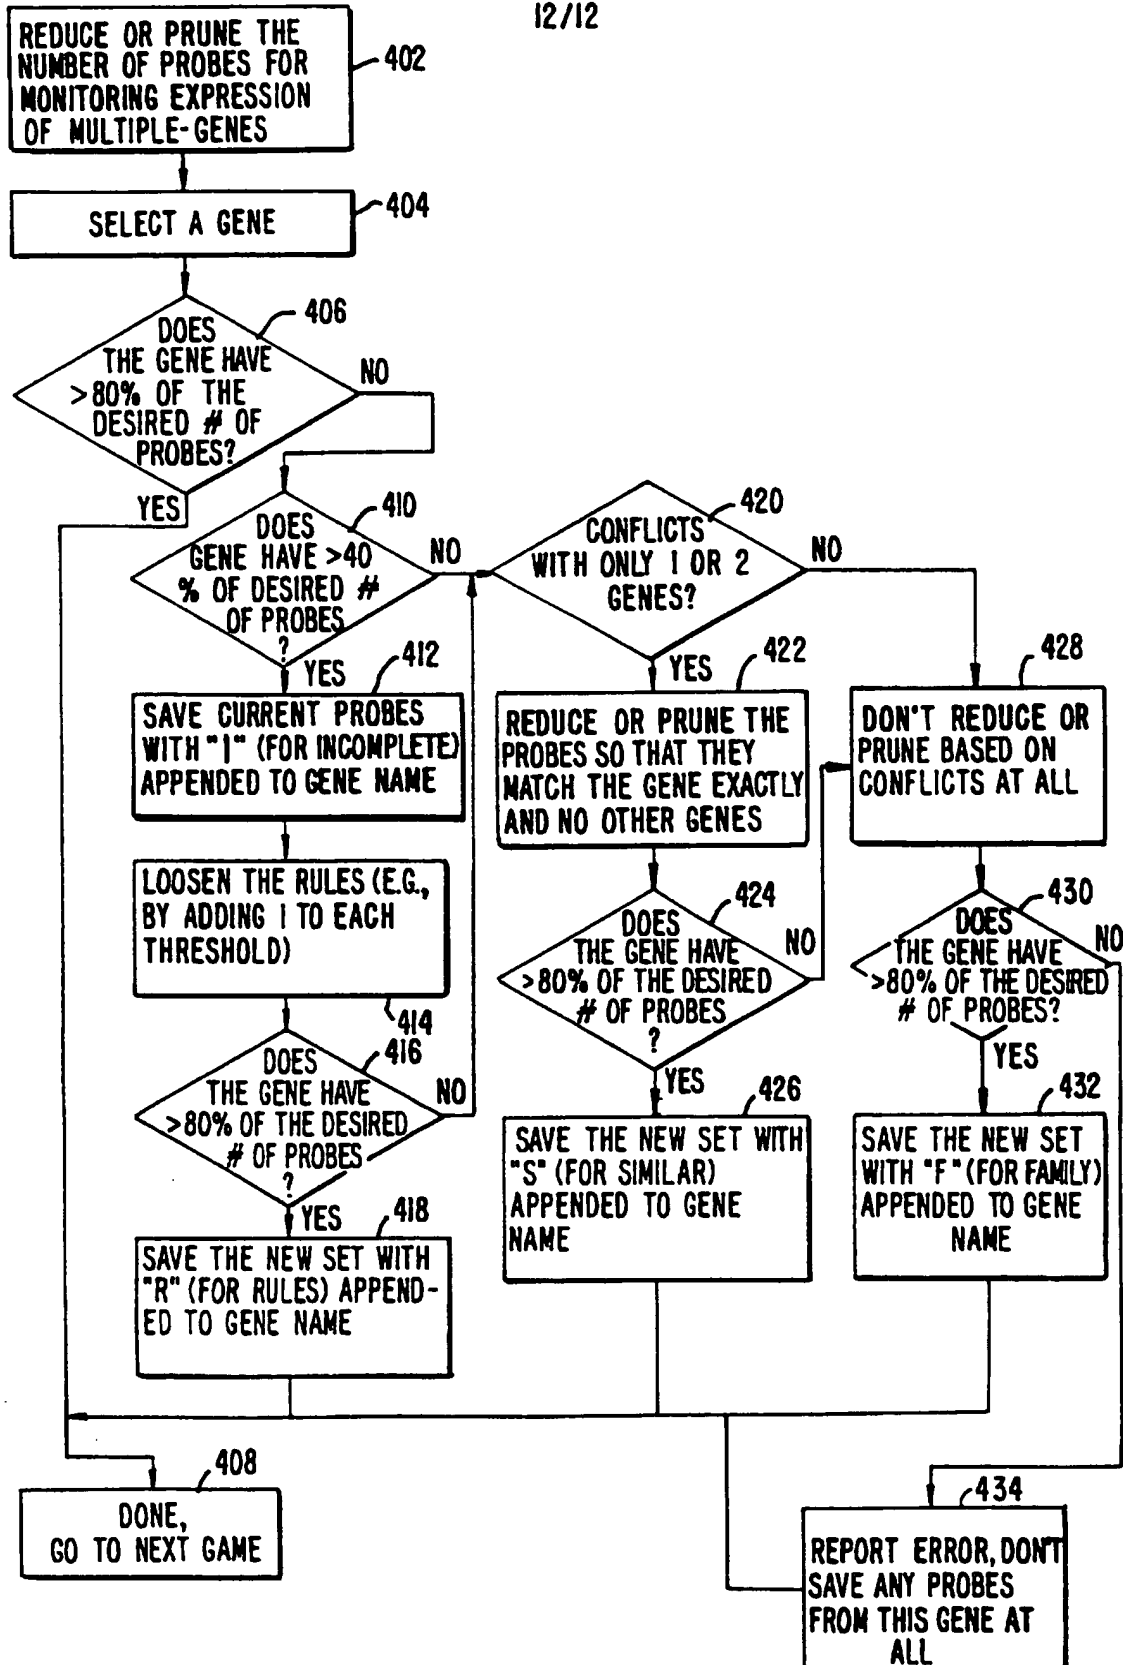 12/12
REDUCE OR PRUNE THE
NUMBER OF PROBES FOR
MONITORING EXPRESSION
OF MULTIPLE-GENES
402
SELECT A GENE
404
406
DOES
THE GENE HAVE
>80% OF THE
DESIRED # OF
PROBES?
NO
YES
410
DOES
GENE HAVE >40
% OF DESIRED #
OF PROBES
?
NO
YES
412
SAVE CURRENT PROBES
WITH "I" (FOR INCOMPLETE)
APPENDED TO GENE NAME
LOOSEN THE RULES (E.G.,
BY ADDING 1 TO EACH
THRESHOLD)
414
416
DOES
THE GENE HAVE
>80% OF THE DESIRED
# OF PROBES
?
NO
YES
418
SAVE THE NEW SET WITH
"R" (FOR RULES) APPEND-
ED TO GENE NAME
420
CONFLICTS
WITH ONLY 1 OR 2
GENES?
NO
YES
422
REDUCE OR PRUNE THE
PROBES SO THAT THEY
MATCH THE GENE EXACTLY
AND NO OTHER GENES
424
DOES
THE GENE HAVE
>80% OF THE DESIRED
# OF PROBES
?
NO
YES
426
SAVE THE NEW SET WITH
"S" (FOR SIMILAR)
APPENDED TO GENE
NAME
428
DON'T REDUCE OR
PRUNE BASED ON
CONFLICTS AT ALL
430
DOES
THE GENE HAVE
>80% OF THE DESIRED
# OF PROBES?
NO
YES
432
SAVE THE NEW SET
WITH "F" (FOR FAMILY)
APPENDED TO GENE
NAME
408
DONE,
GO TO NEXT GAME
434
REPORT ERROR, DON'T
SAVE ANY PROBES
FROM THIS GENE AT
ALL